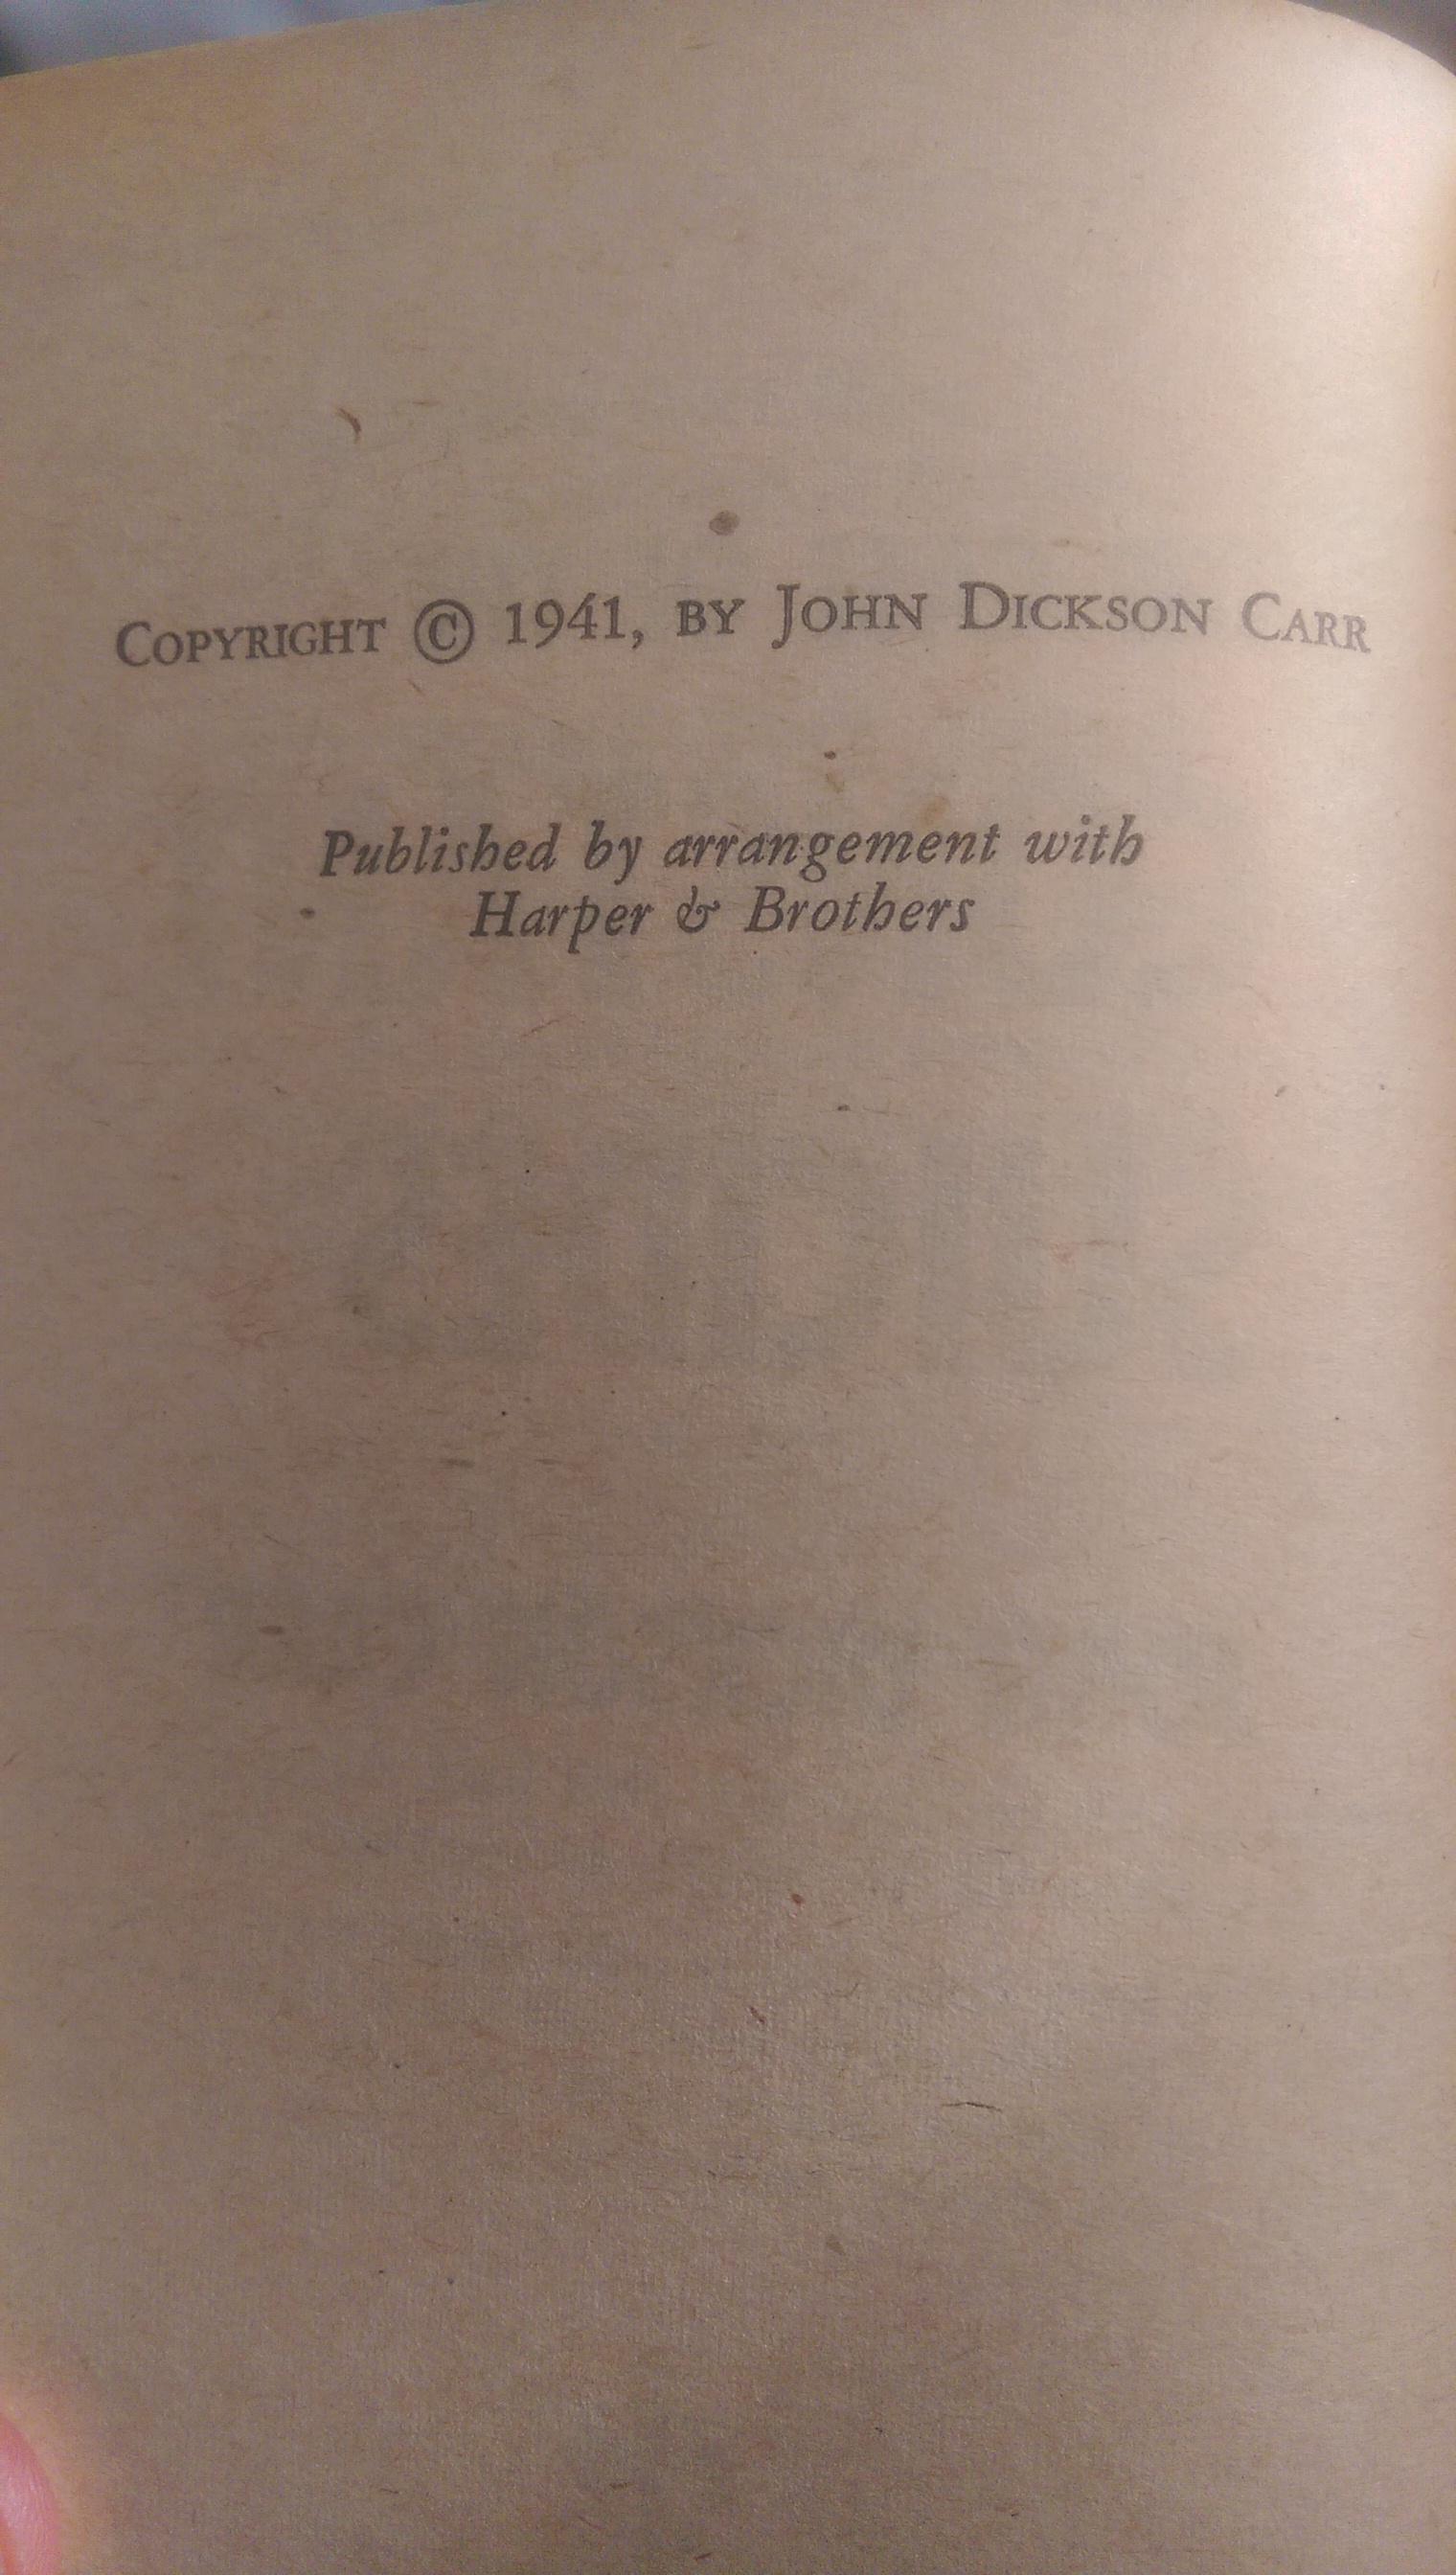 COPYRIGHT © 1941, BY JOHN DICKSON CARR
Published by arrangement with
Harper & Brothers